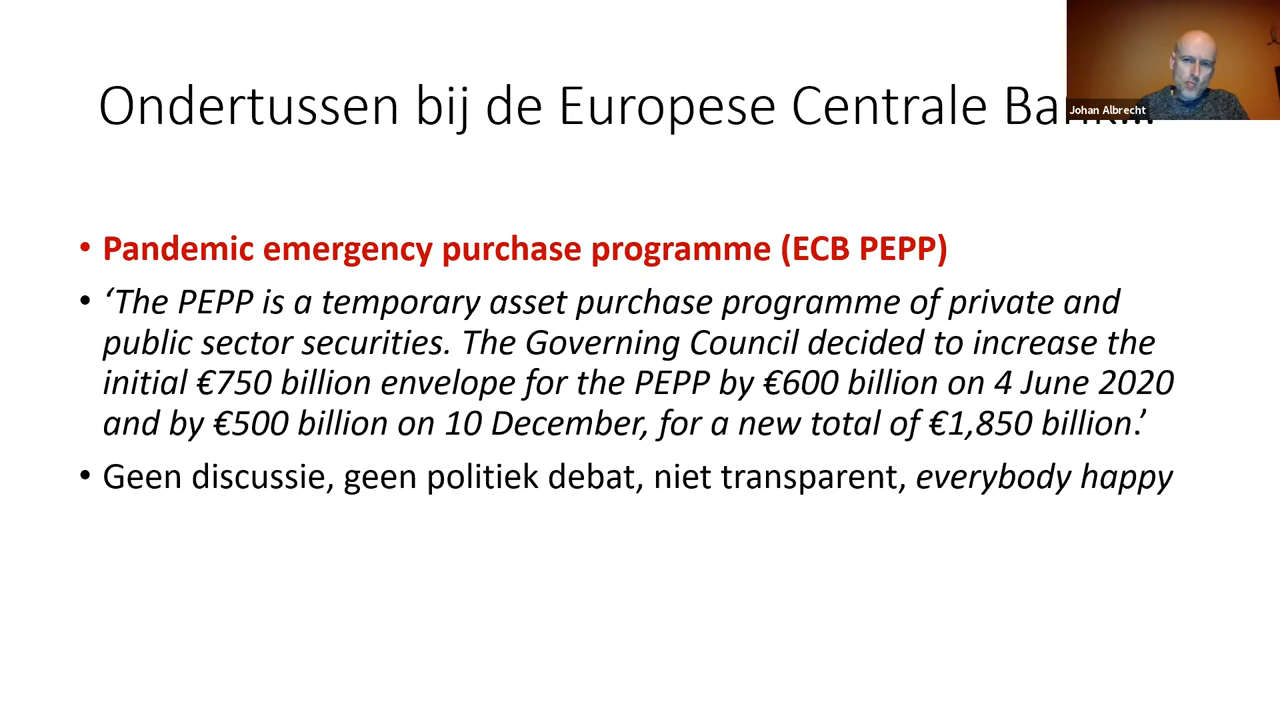 Ondertussen bij de Europese Centrale Bank...
Johan Albrecht
• Pandemic emergency purchase programme (ECB PEPP)
• ‘The PEPP is a temporary asset purchase programme of private and
public sector securities. The Governing Council decided to increase the
initial €750 billion envelope for the PEPP by €600 billion on 4 June 2020
and by €500 billion on 10 December, for a new total of €1,850 billion.’
• Geen discussie, geen politiek debat, niet transparant, everybody happy